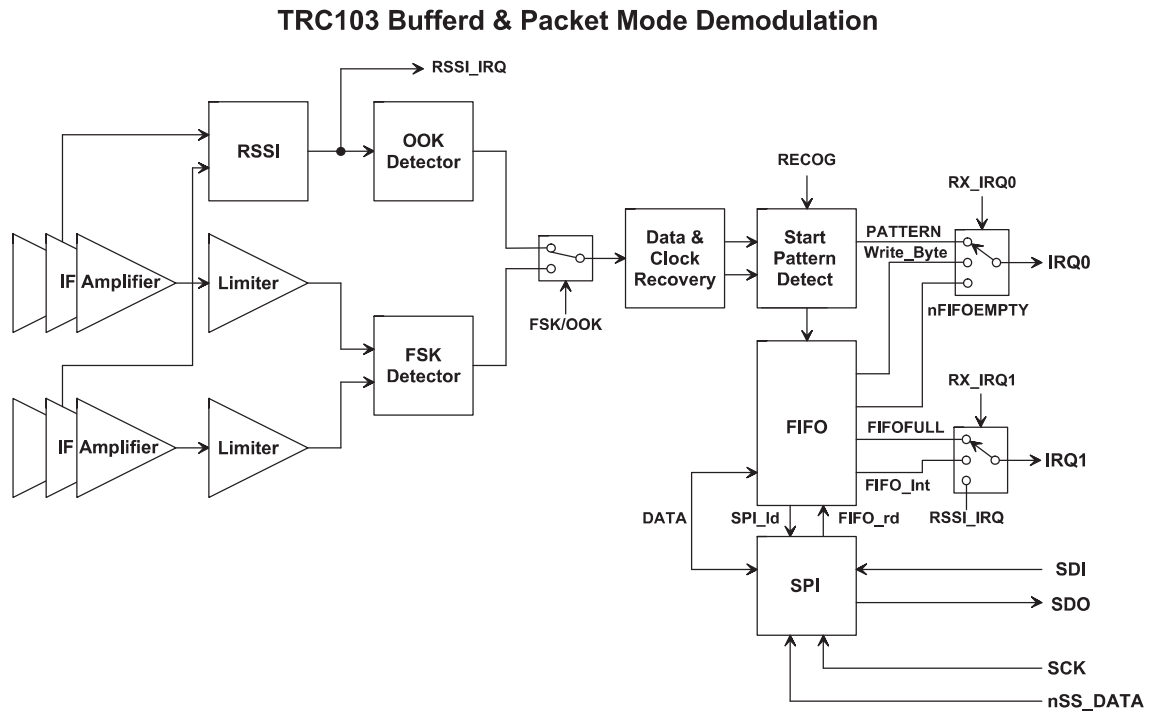 TRC103 Bufferd & Packet Mode Demodulation
RSSI_IRQ
RSSI
OOK
Detector
RECOG
RX_IRQ0
Data &
Clock
Recovery
Start
Pattern
Detect
PATTERN
Write_Byte
IRQ0
nFIFOEMPTY
IF Amplifier
Limiter
FSK/OOK
FSK
Detector
IF Amplifier
Limiter
FIFO
RX_IRQ1
FIFOFULL
IRQ1
FIFO_Int
RSSI_IRQ
DATA
SPI_ld
FIFO_rd
SPI
SDI
SDO
SCK
nSS_DATA